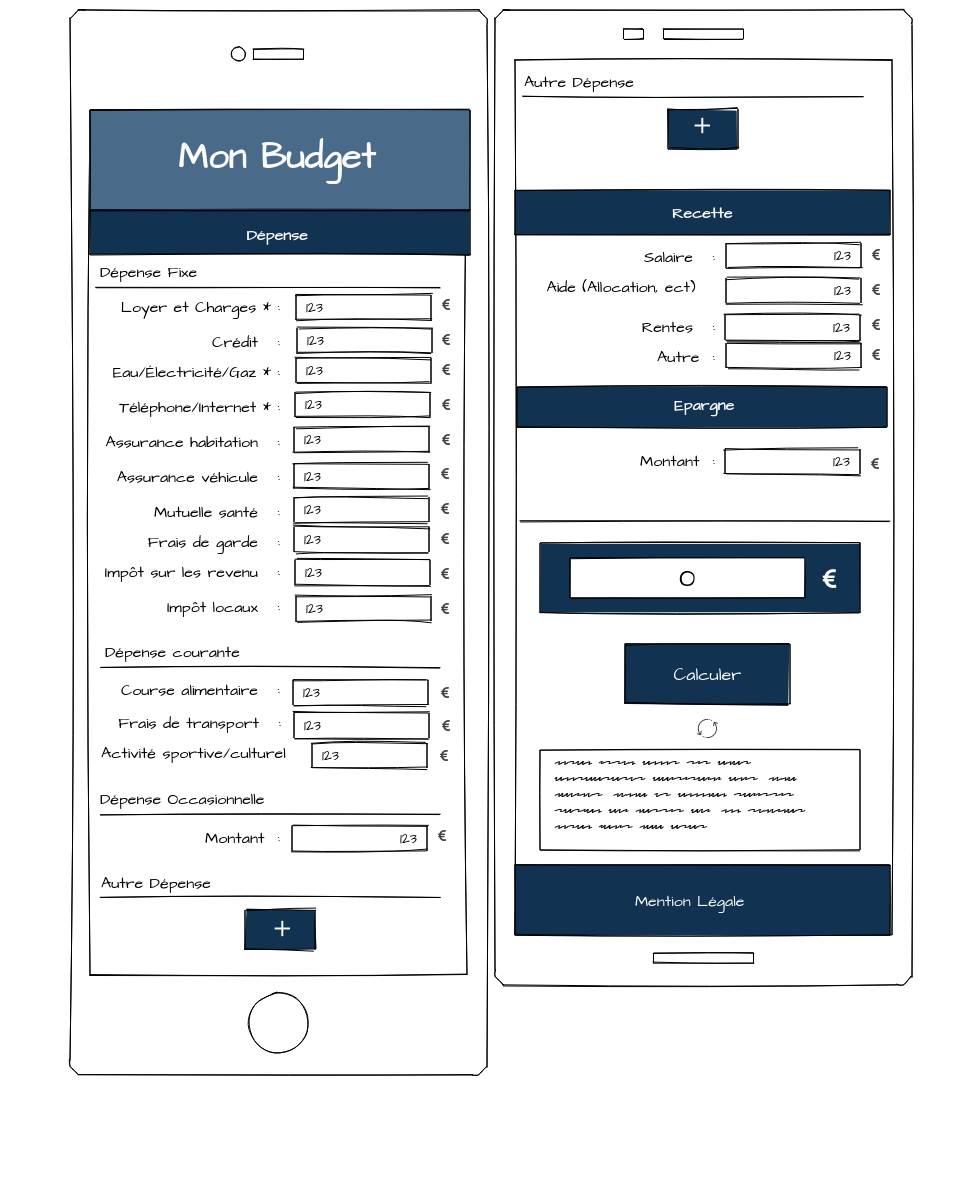 Mon Budget
Dépense
Dépense Fixe
Loyer et Charges * : 123 €
Crédit : 123 €
Eau/Électricité/Gaz * : 123 €
Téléphone/Internet * : 123 €
Assurance habitation : 123 €
Assurance véhicule : 123 €
Mutuelle santé : 123 €
Frais de garde : 123 €
Impôt sur les revenu : 123 €
Impôt locaux : 123 €
Dépense courante
Course alimentaire : 123 €
Frais de transport : 123 €
Activité sportive/culturel 123 €
Dépense Occasionnelle
Montant : 123 €
Autre Dépense
+
Autre Dépense
+
Recette
Salaire : 123 €
Aide (Allocation, ect) 123 €
Rentes : 123 €
Autre : 123 €
Epargne
Montant : 123 €
0 €
Calculer
Mention Légale